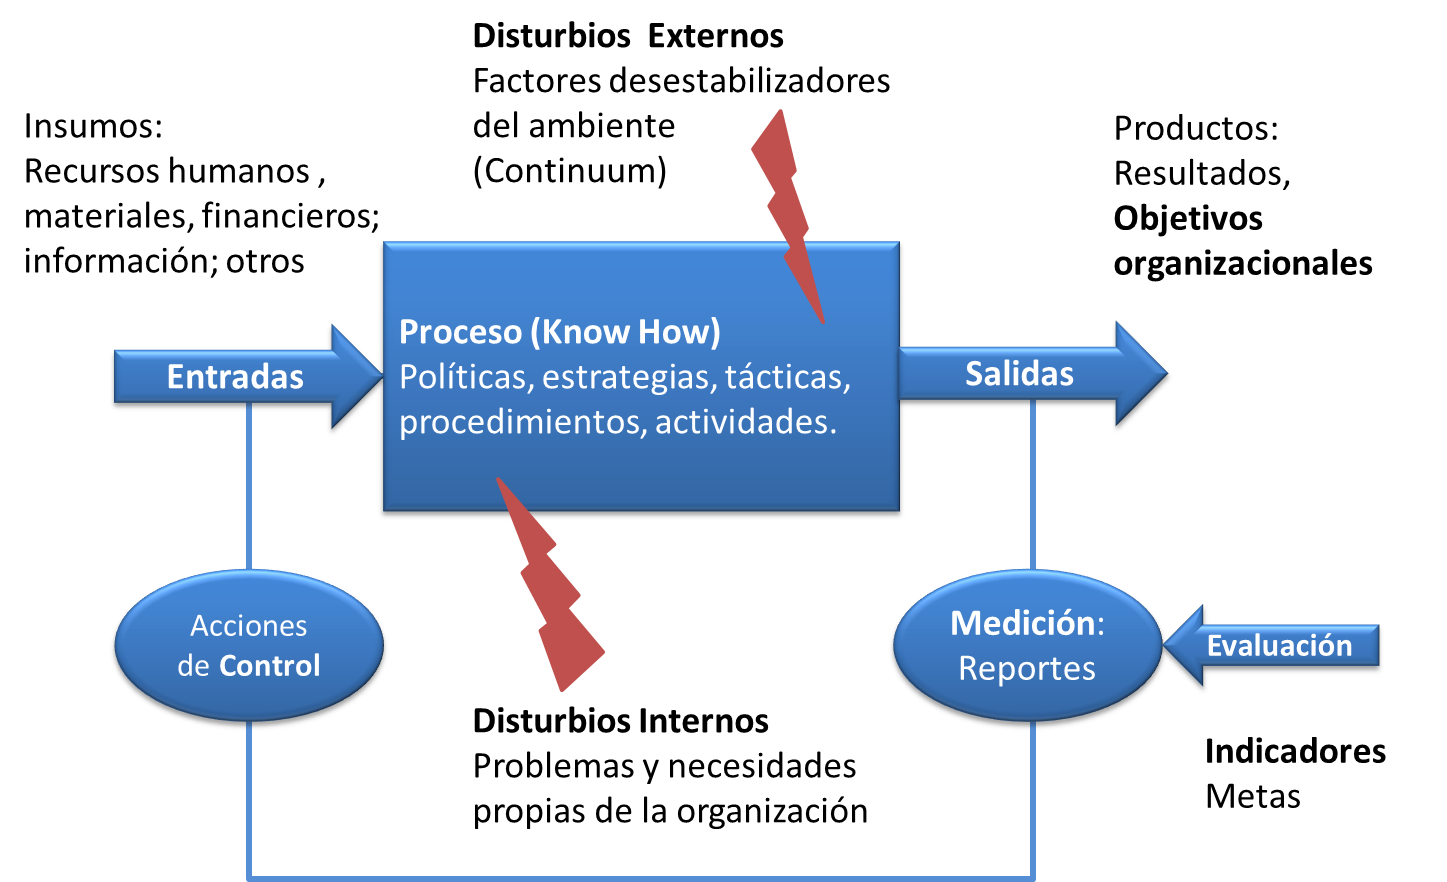 Disturbios  Externos
Factores desestabilizadores
del ambiente
(Continuum)
Insumos:
Recursos humanos ,
materiales, financieros;
información; otros
Productos:
Resultados,
Objetivos
organizacionales
Entradas
Proceso (Know How)
Políticas, estrategias, tácticas,
procedimientos, actividades.
Salidas
Acciones
de Control
Medición:
Reportes
Evaluación
Disturbios Internos
Problemas y necesidades
propias de la organización
Indicadores
Metas